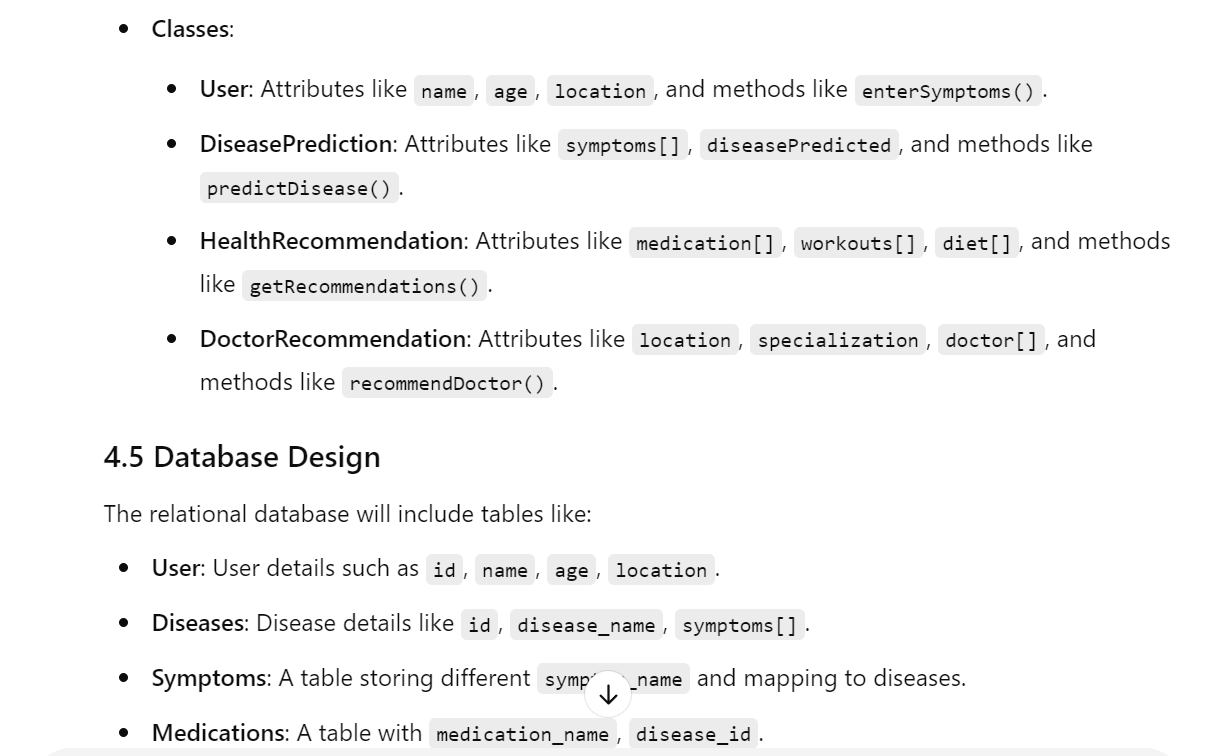 • Classes:
• User: Attributes like name, age, location, and methods like enterSymptoms().
• DiseasePrediction: Attributes like symptoms[], diseasePredicted, and methods like
predictDisease().
• HealthRecommendation: Attributes like medication[], workouts[], diet[], and methods
like getRecommendations().
• DoctorRecommendation: Attributes like location, specialization, doctor[], and
methods like recommendDoctor().
4.5 Database Design
The relational database will include tables like:
• User: User details such as id, name, age, location.
• Diseases: Disease details like id, disease_name, symptoms[].
• Symptoms: A table storing different and mapping to diseases.
• Medications: A table with medication_name, disease_id.